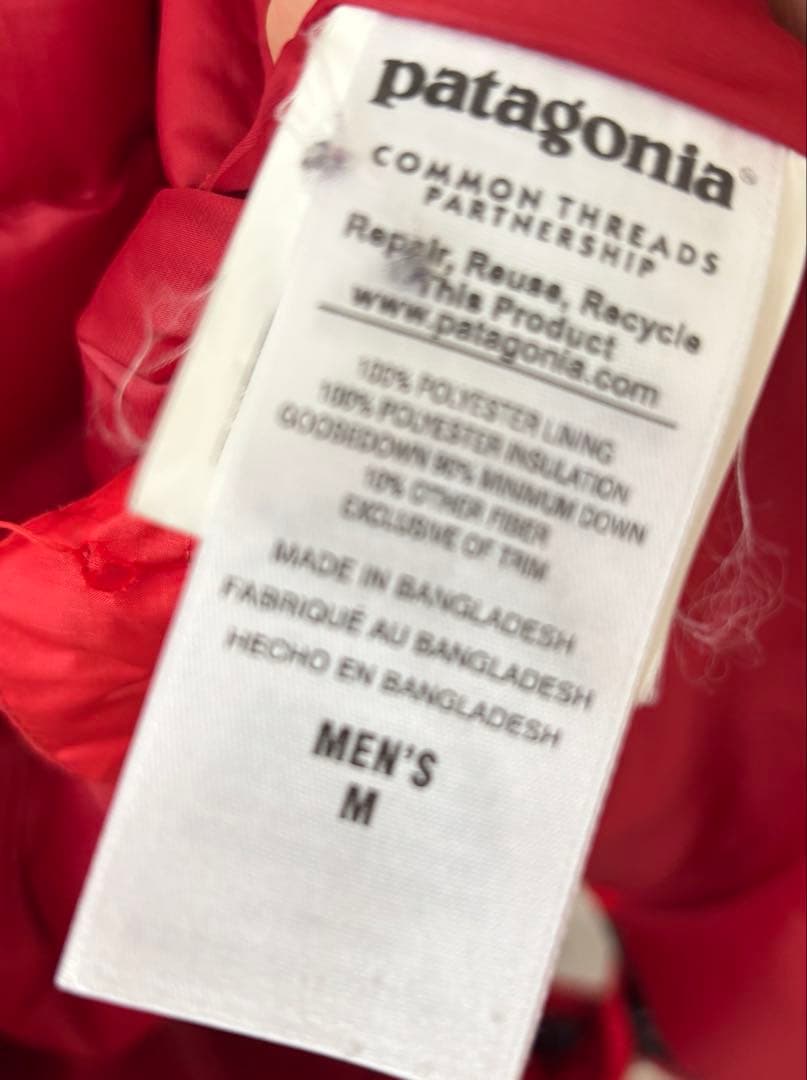 patagonia®
COMMON THREADS
PARTNERSHIP
Repair, Reuse, Recycle
This Product
www.patagonia.com
100% POLYESTER LINING
100% POLYESTER INSULATION
GOOSEDOWN 90% MINIMUM DOWN
10% OTHER FIBER
EXCLUSIVE OF TRIM
MADE IN BANGLADESH
FABRIQUÉ AU BANGLADESH
HECHO EN BANGLADESH
MEN'S
M